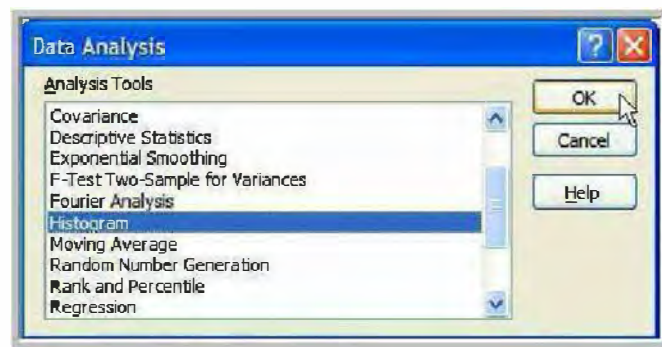 Data Analysis
Analysis Tools
Covariance
Descriptive Statistics
Exponential Smoothing
F-Test Two-Sample for Variances
Fourier Analysis
Histogram
Moving Average
Random Number Generation
Rank and Percentile
Regression
OK
Cancel
Help